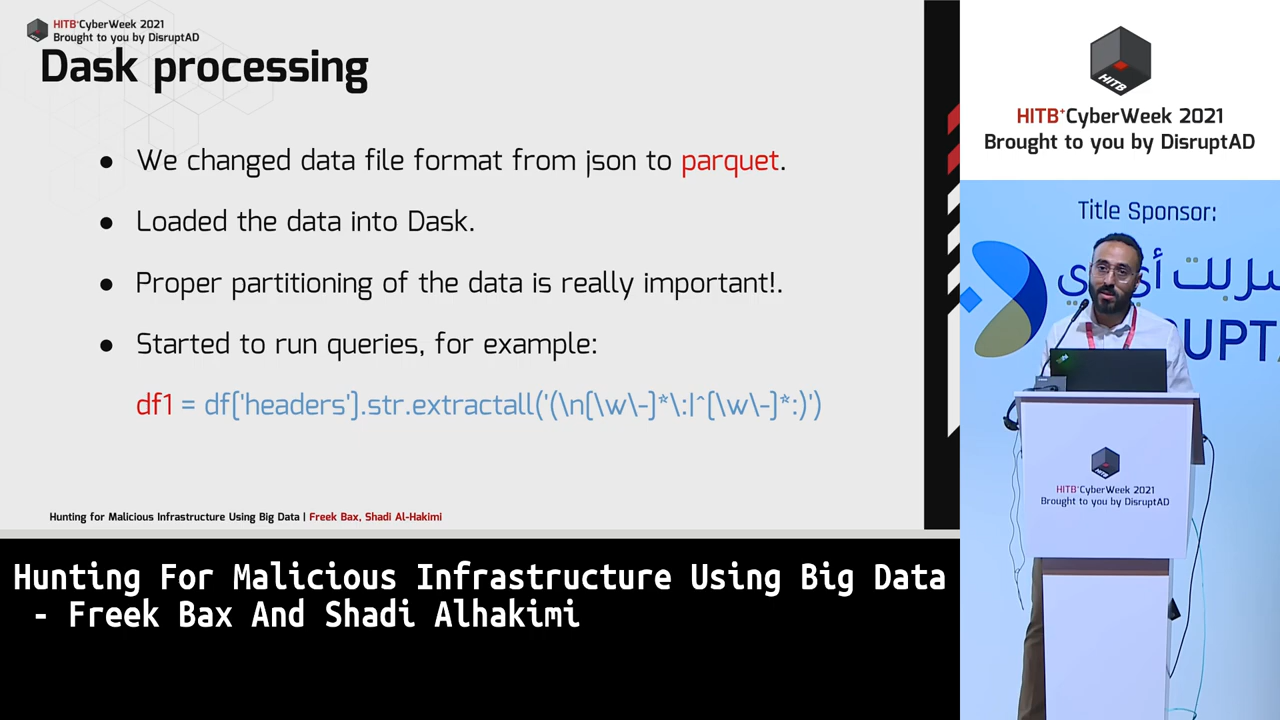 HITB+CyberWeek 2021
Brought to you by DisruptAD
Dask processing
● We changed data file format from json to parquet.
● Loaded the data into Dask.
● Proper partitioning of the data is really important!.
● Started to run queries, for example:
df1 = df['headers'].str.extractall('(\n[\w\-]*\:|^[\w\-]*:)')
Hunting for Malicious Infrastructure Using Big Data | Freek Bax, Shadi Al-Hakimi
Hunting For Malicious Infrastructure Using Big Data
- Freek Bax And Shadi Alhakimi
HITB
HITB+CyberWeek 2021
Brought to you by DisruptAD
Title Sponsor:
HITB
HITB+CyberWeek 2021
Brought to you by DisruptAD